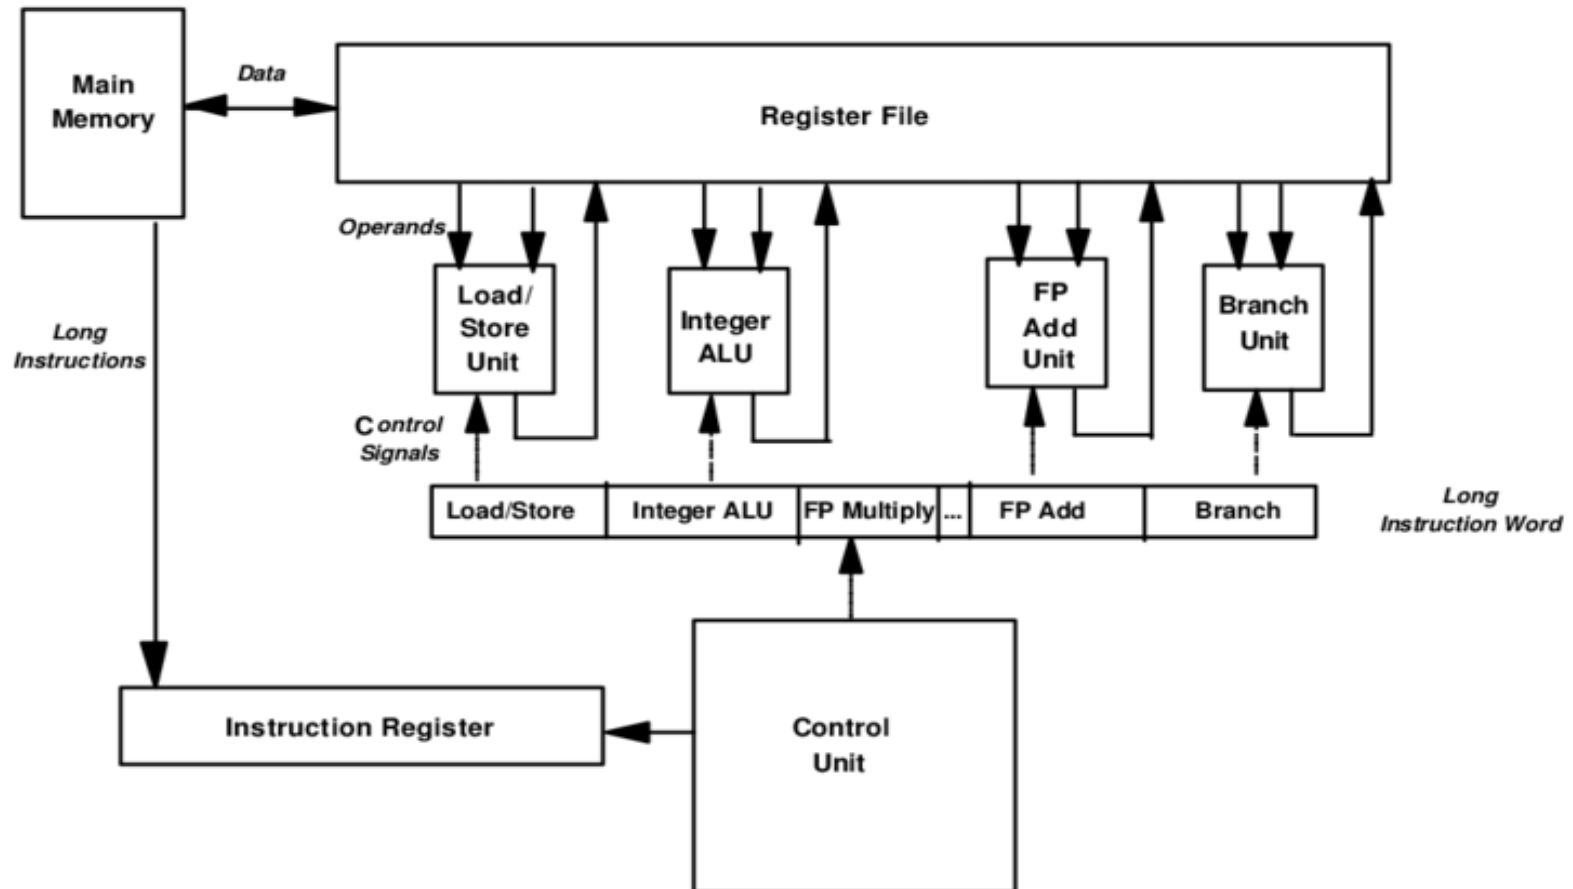 Main
Memory
Data
Register File
Operands
Load/
Store
Unit
Integer
ALU
FP
Add
Unit
Branch
Unit
Long
Instructions
Control
Signals
Load/Store
Integer ALU
FP Multiply
...
FP Add
Branch
Long
Instruction Word
Instruction Register
Control
Unit